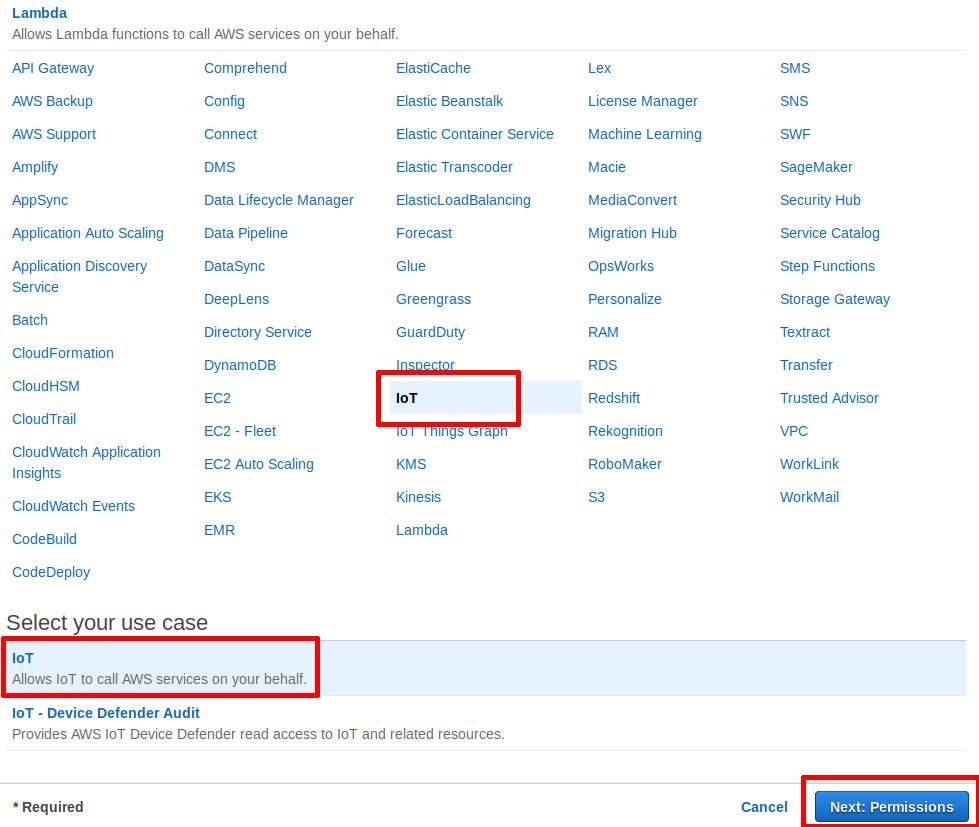 Lambda
Allows Lambda functions to call AWS services on your behalf.
API Gateway
AWS Backup
AWS Support
Amplify
AppSync
Application Auto Scaling
Application Discovery
Service
Batch
CloudFormation
CloudHSM
CloudTrail
CloudWatch Application
Insights
CloudWatch Events
CodeBuild
CodeDeploy
Comprehend
Config
Connect
DMS
Data Lifecycle Manager
Data Pipeline
DataSync
DeepLens
Directory Service
DynamoDB
EC2
EC2 - Fleet
EC2 Auto Scaling
EKS
EMR
ElastiCache
Elastic Beanstalk
Elastic Container Service
Elastic Transcoder
ElasticLoadBalancing
Forecast
Glue
Greengrass
GuardDuty
Inspector
IoT
IoT Things Graph
KMS
Kinesis
Lambda
Lex
License Manager
Machine Learning
Macie
MediaConvert
Migration Hub
OpsWorks
Personalize
RAM
RDS
Redshift
Rekognition
RoboMaker
S3
SMS
SNS
SWF
SageMaker
Security Hub
Service Catalog
Step Functions
Storage Gateway
Textract
Transfer
Trusted Advisor
VPC
WorkLink
WorkMail
Select your use case
IoT
Allows IoT to call AWS services on your behalf.
IoT - Device Defender Audit
Provides AWS IoT Device Defender read access to IoT and related resources.
* Required
Cancel
Next: Permissions